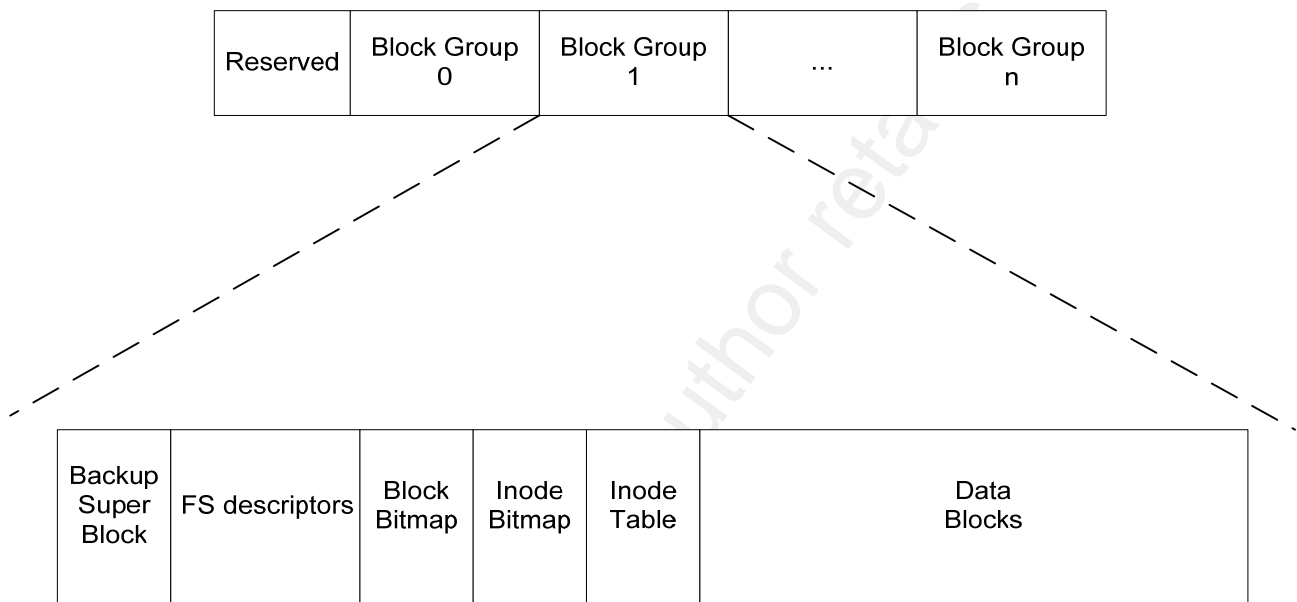 Reserved
Block Group
0
Block Group
1
...
Block Group
n
Backup
Super
Block
FS descriptors
Block
Bitmap
Inode
Bitmap
Inode
Table
Data
Blocks